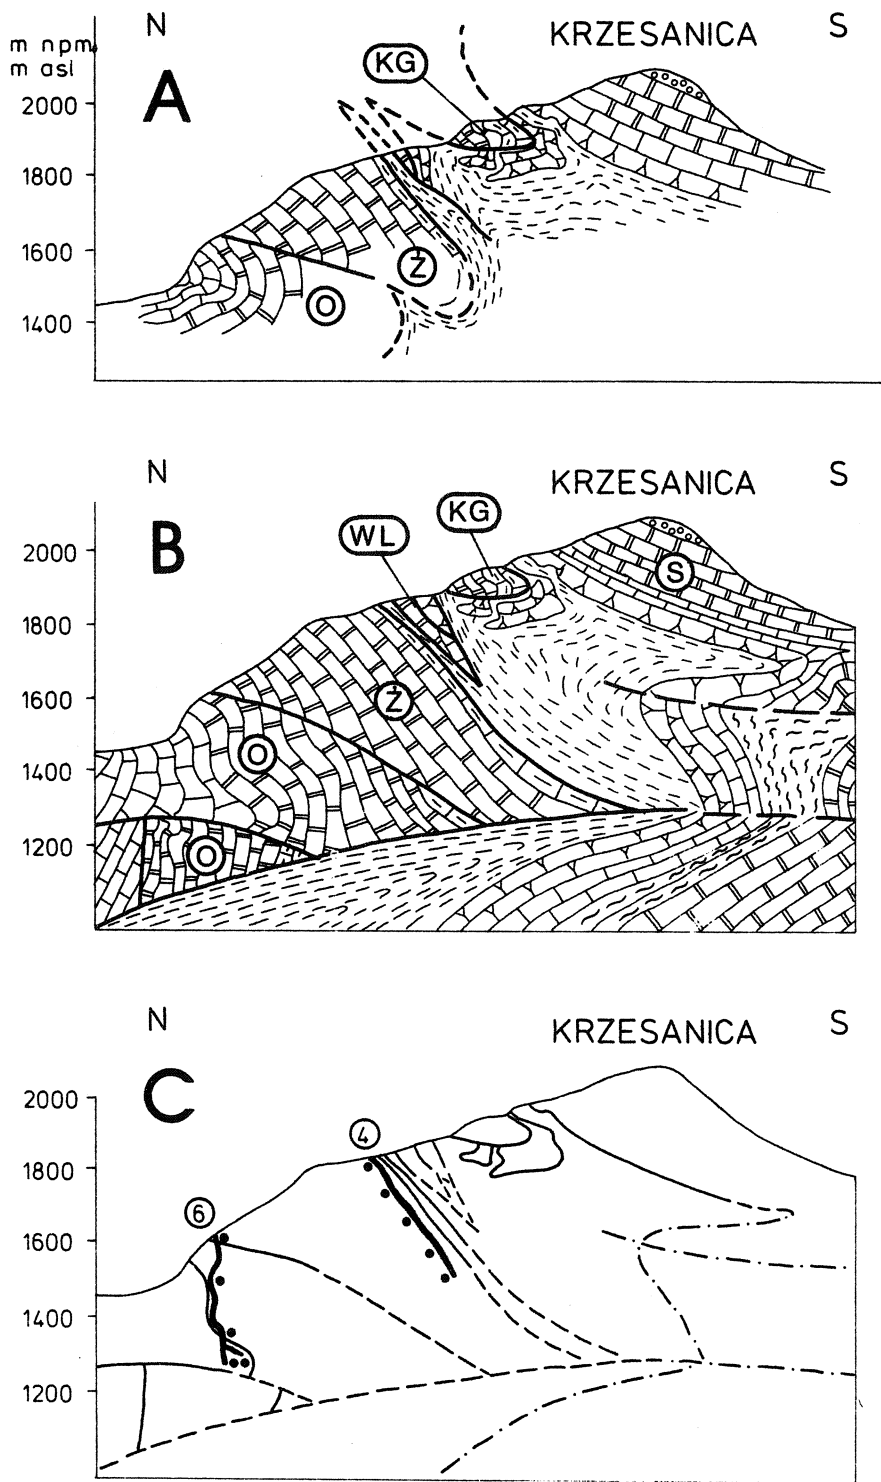 N KRZESANICA S
m npm.
m asl
A
KG
2000
1800
1600
1400
Ż
O
N KRZESANICA S
B
WL
KG
S
2000
1800
1600
1400
1200
Ż
O
O
N KRZESANICA S
C
4
6
2000
1800
1600
1400
1200